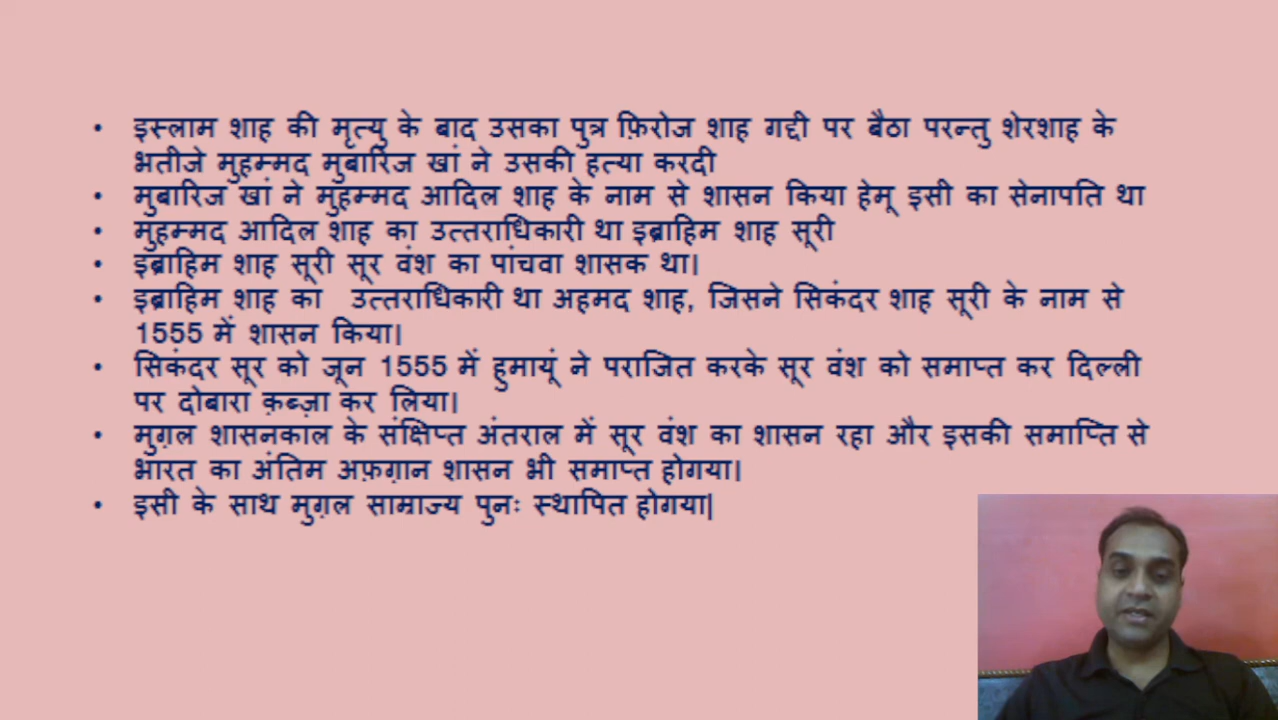 • इस्लाम शाह की मृत्यु के बाद उसका पुत्र फ़िरोज शाह गद्दी पर बैठा परन्तु शेरशाह के
भतीजे मुहम्मद मुबारिज खां ने उसकी हत्या करदी
• मुबारिज खां ने मुहम्मद आदिल शाह के नाम से शासन किया हेमू इसी का सेनापति था
• मुहम्मद आदिल शाह का उत्तराधिकारी था इब्राहिम शाह सूरी
• इब्राहिम शाह सूरी सूर वंश का पांचवा शासक था।
• इब्राहिम शाह का उत्तराधिकारी था अहमद शाह, जिसने सिकंदर शाह सूरी के नाम से
1555 में शासन किया।
• सिकंदर सूर को जून 1555 में हुमायूं ने पराजित करके सूर वंश को समाप्त कर दिल्ली
पर दोबारा क़ब्ज़ा कर लिया।
• मुग़ल शासनकाल के संक्षिप्त अंतराल में सूर वंश का शासन रहा और इसकी समाप्ति से
भारत का अंतिम अफ़ग़ान शासन भी समाप्त होगया।
• इसी के साथ मुग़ल साम्राज्य पुनः स्थापित होगया|